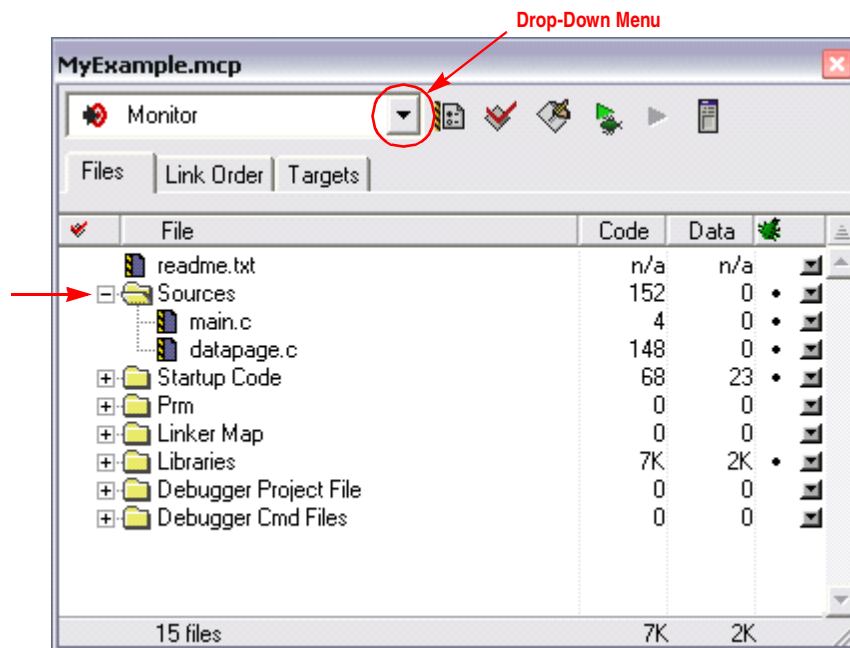 Drop-Down Menu
MyExample.mcp
Monitor
Files Link Order Targets
File Code Data
readme.txt n/a n/a
Sources 152 0
main.c 4 0
datapage.c 148 0
Startup Code 68 23
Prm 0 0
Linker Map 0 0
Libraries 7K 2K
Debugger Project File 0 0
Debugger Cmd Files 0 0
15 files 7K 2K